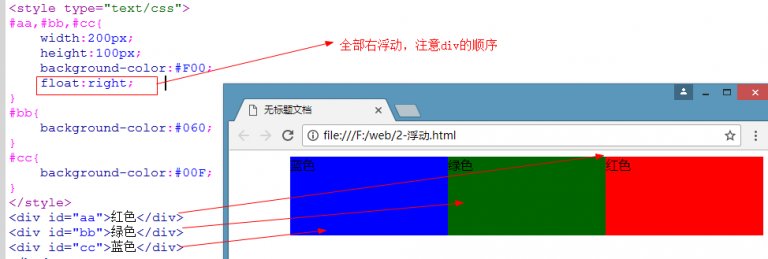 <style type="text/css">
#aa,#bb,#cc{
width:200px;
height:100px;
background-color:#F00;
float:right;
}
#bb{
background-color:#060;
}
#cc{
background-color:#00F;
}
</style>
<div id="aa">红色</div>
<div id="bb">绿色</div>
<div id="cc">蓝色</div>
全部右浮动，注意div的顺序
无标题文档
file:///F:/web/2-浮动.html
蓝色 绿色 红色